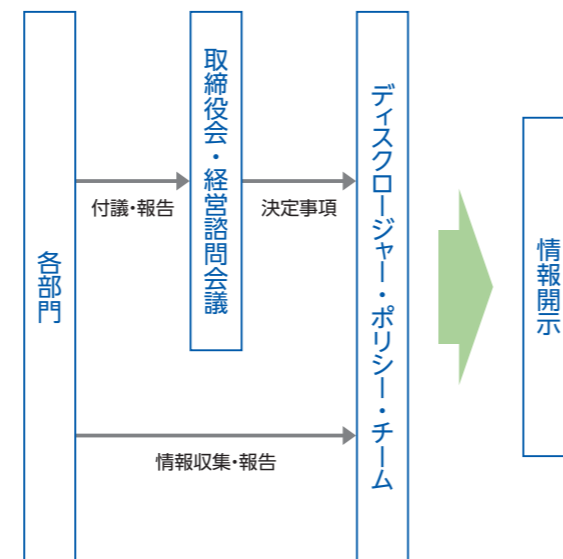 各部門
付議・報告
取締役会・経営諮問会議
決定事項
情報収集・報告
ディスクロージャー・ポリシー・チーム
情報開示